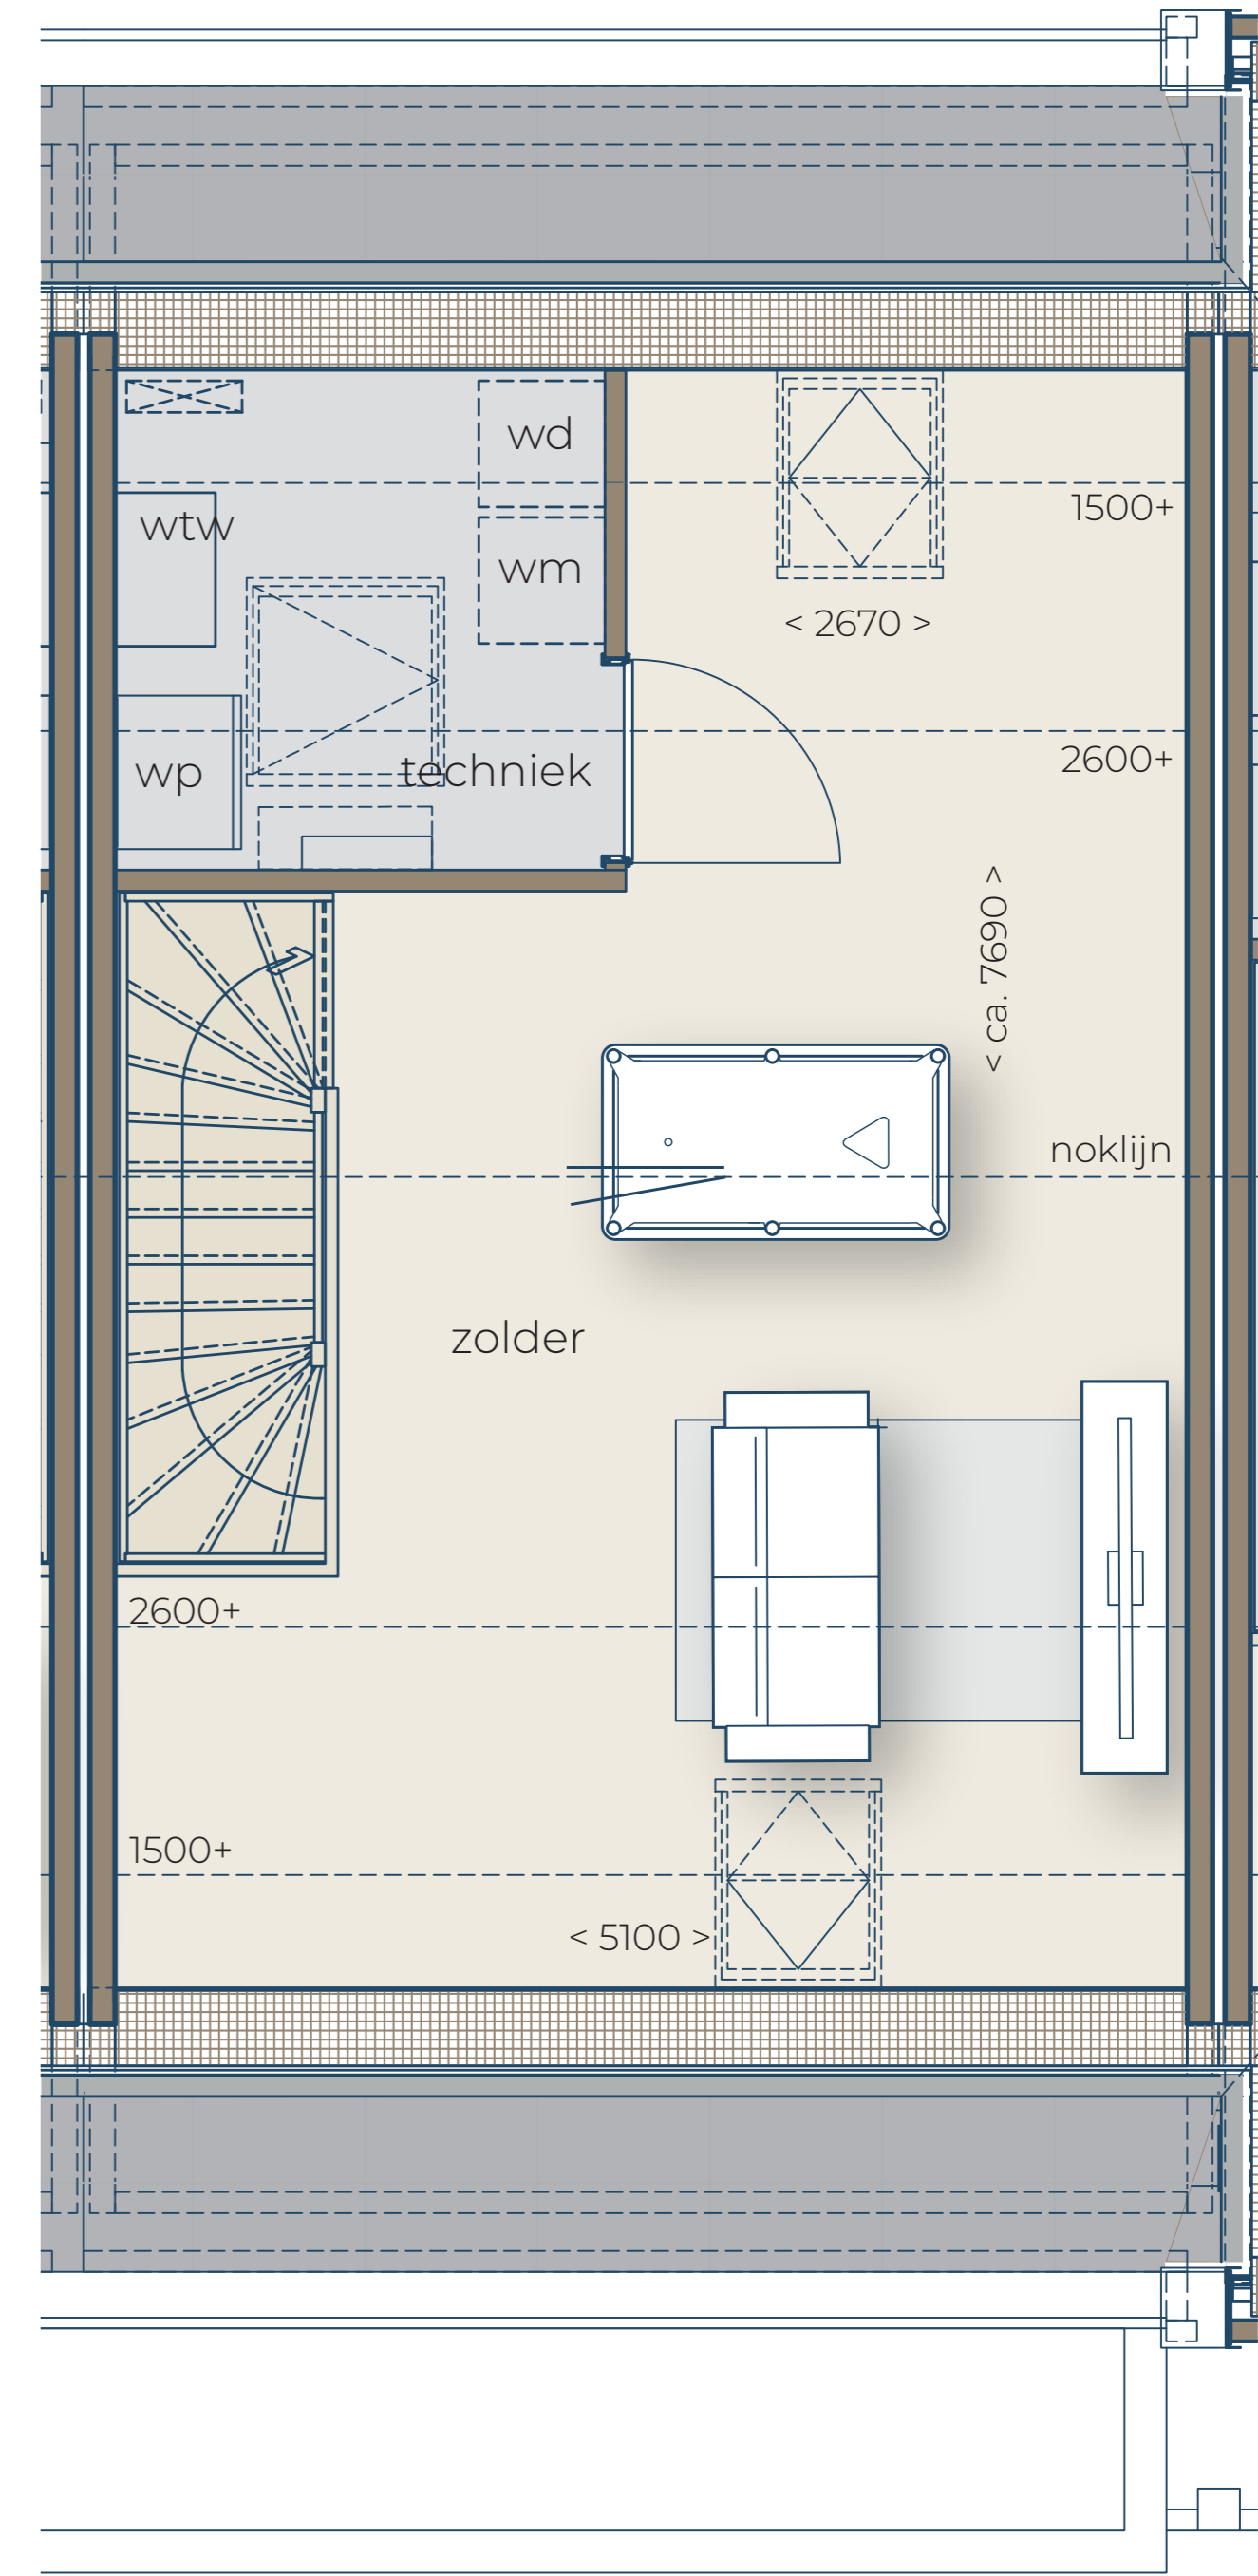 wd
1500+
wtw
wm
< 2670 >
2600+
wp
techniek
< ca. 7690 >
noklijn
zolder
2600+
1500+
< 5100 >